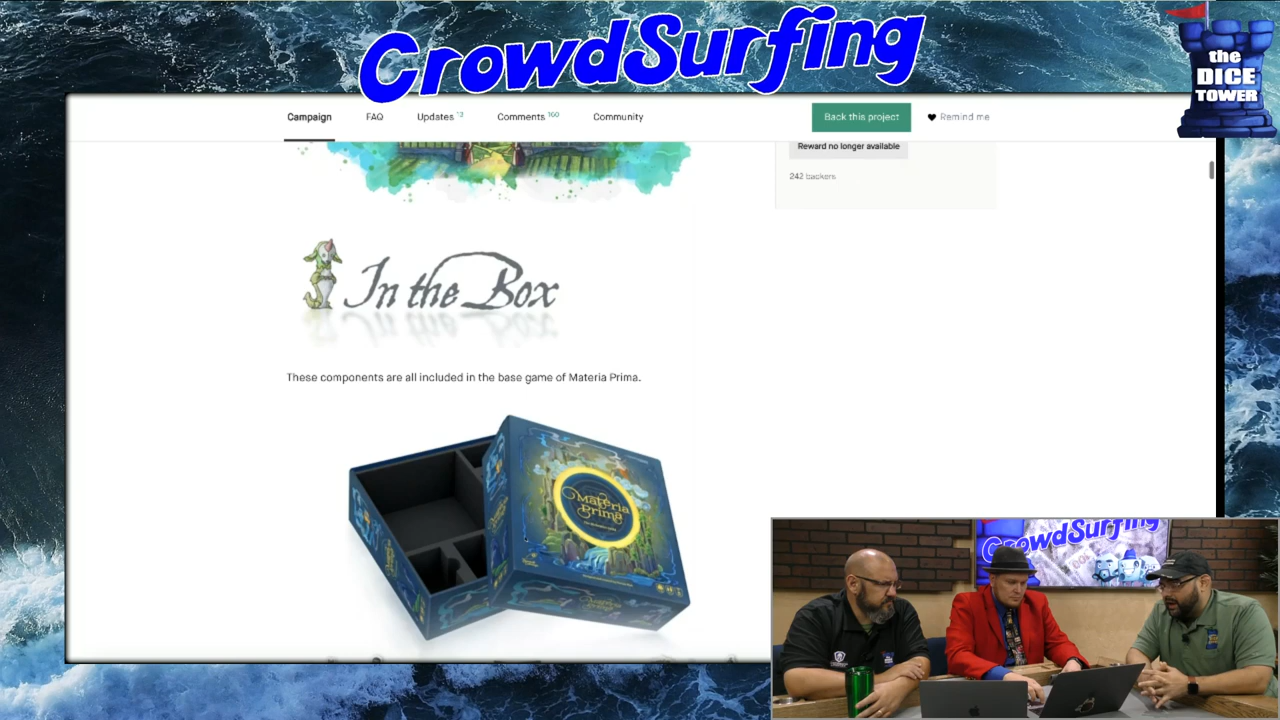 CrowdSurfing
the
DICE
TOWER
Campaign
FAQ
Updates 13
Comments 160
Community
Back this project
Remind me
Reward no longer available
242 backers
In the Box
These components are all included in the base game of Materia Prima.
Materia
Prima
CrowdSurfing